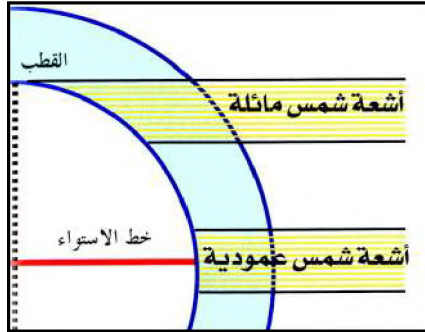 القطب
أشعة شمس مائلة
خط الاستواء
أشعة شمس عمودية